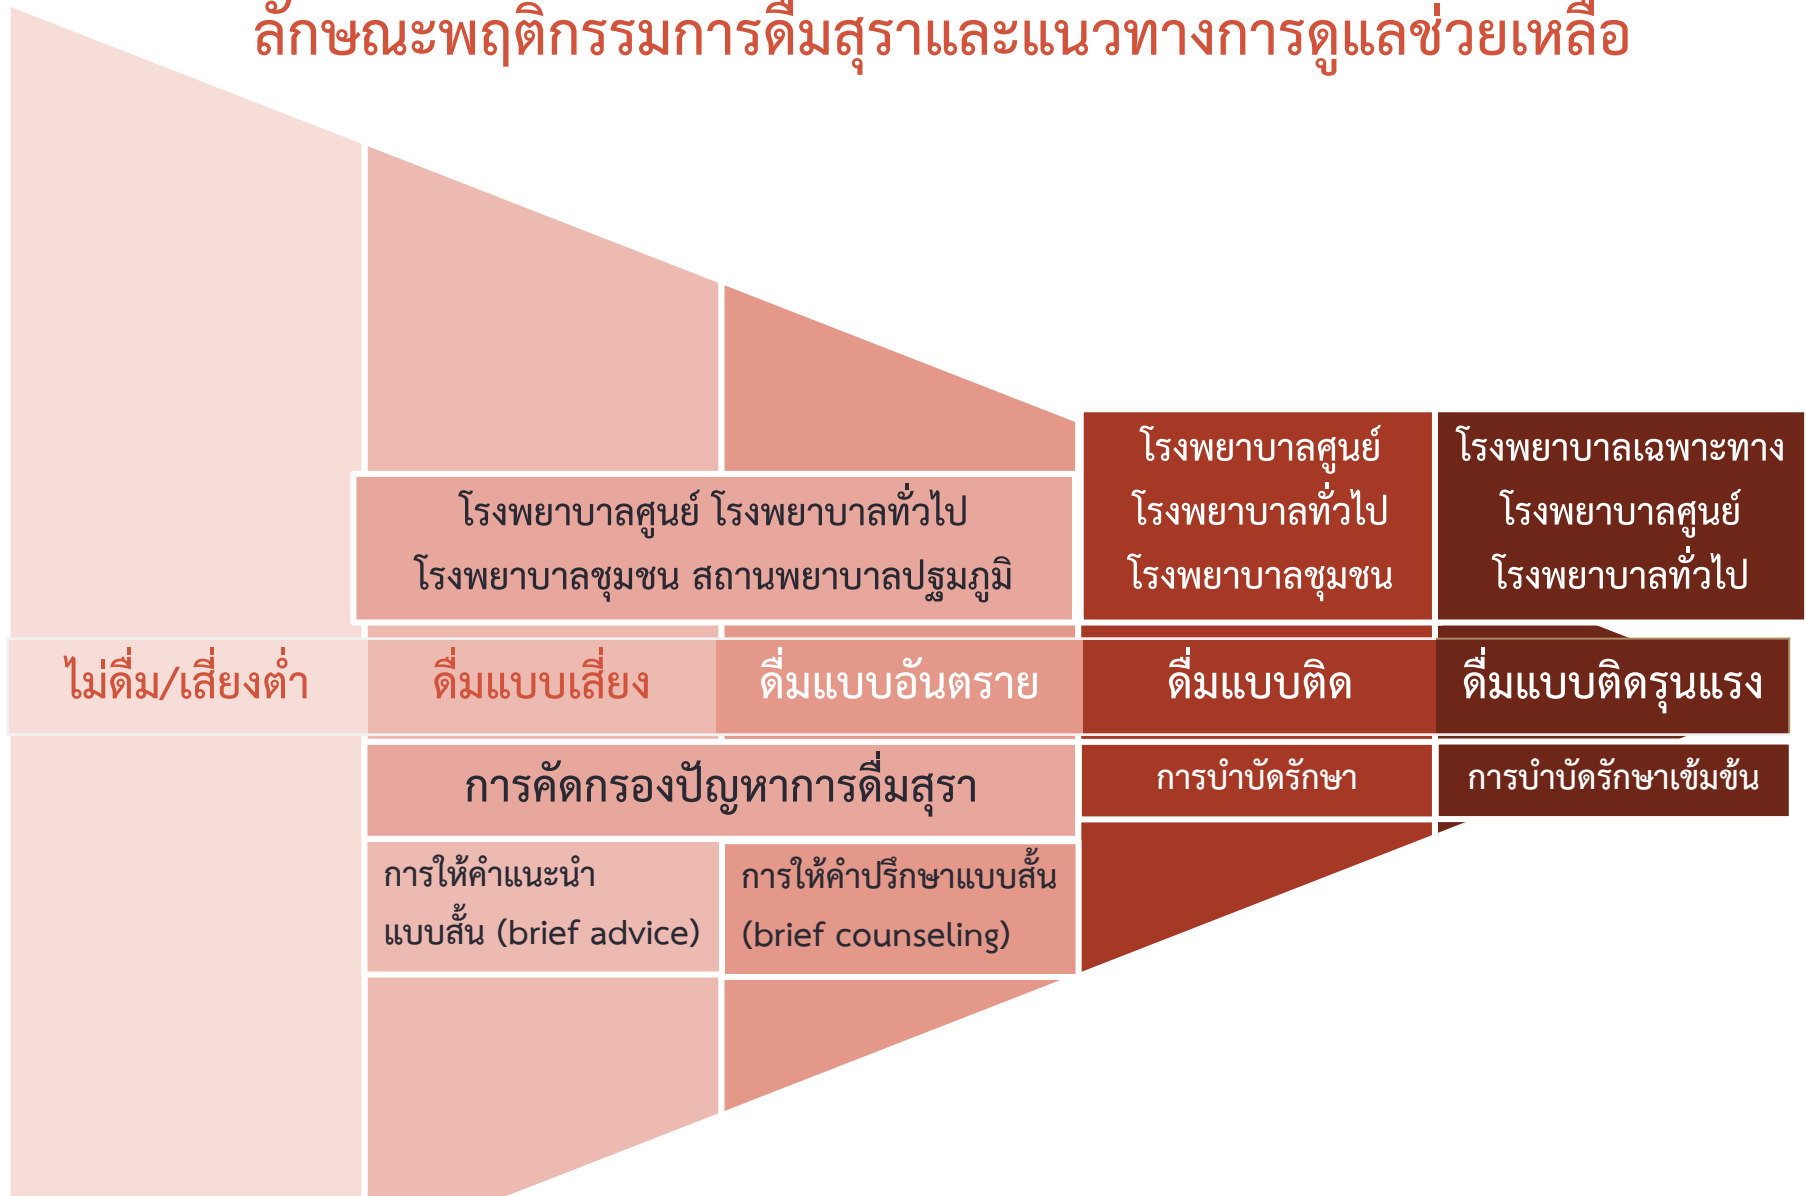 ลักษณะพฤติกรรมการดื่มสุราและแนวทางการดูแลช่วยเหลือ
โรงพยาบาลศูนย์ โรงพยาบาลทั่วไป
โรงพยาบาลชุมชน สถานพยาบาลปฐมภูมิ
โรงพยาบาลศูนย์
โรงพยาบาลทั่วไป
โรงพยาบาลชุมชน
โรงพยาบาลเฉพาะทาง
โรงพยาบาลศูนย์
โรงพยาบาลทั่วไป
ไม่ดื่ม/เสี่ยงต่ำ
ดื่มแบบเสี่ยง
ดื่มแบบอันตราย
ดื่มแบบติด
ดื่มแบบติดรุนแรง
การคัดกรองปัญหาการดื่มสุรา
การบำบัดรักษา
การบำบัดรักษาเข้มข้น
การให้คำแนะนำ
แบบสั้น (brief advice)
การให้คำปรึกษาแบบสั้น
(brief counseling)